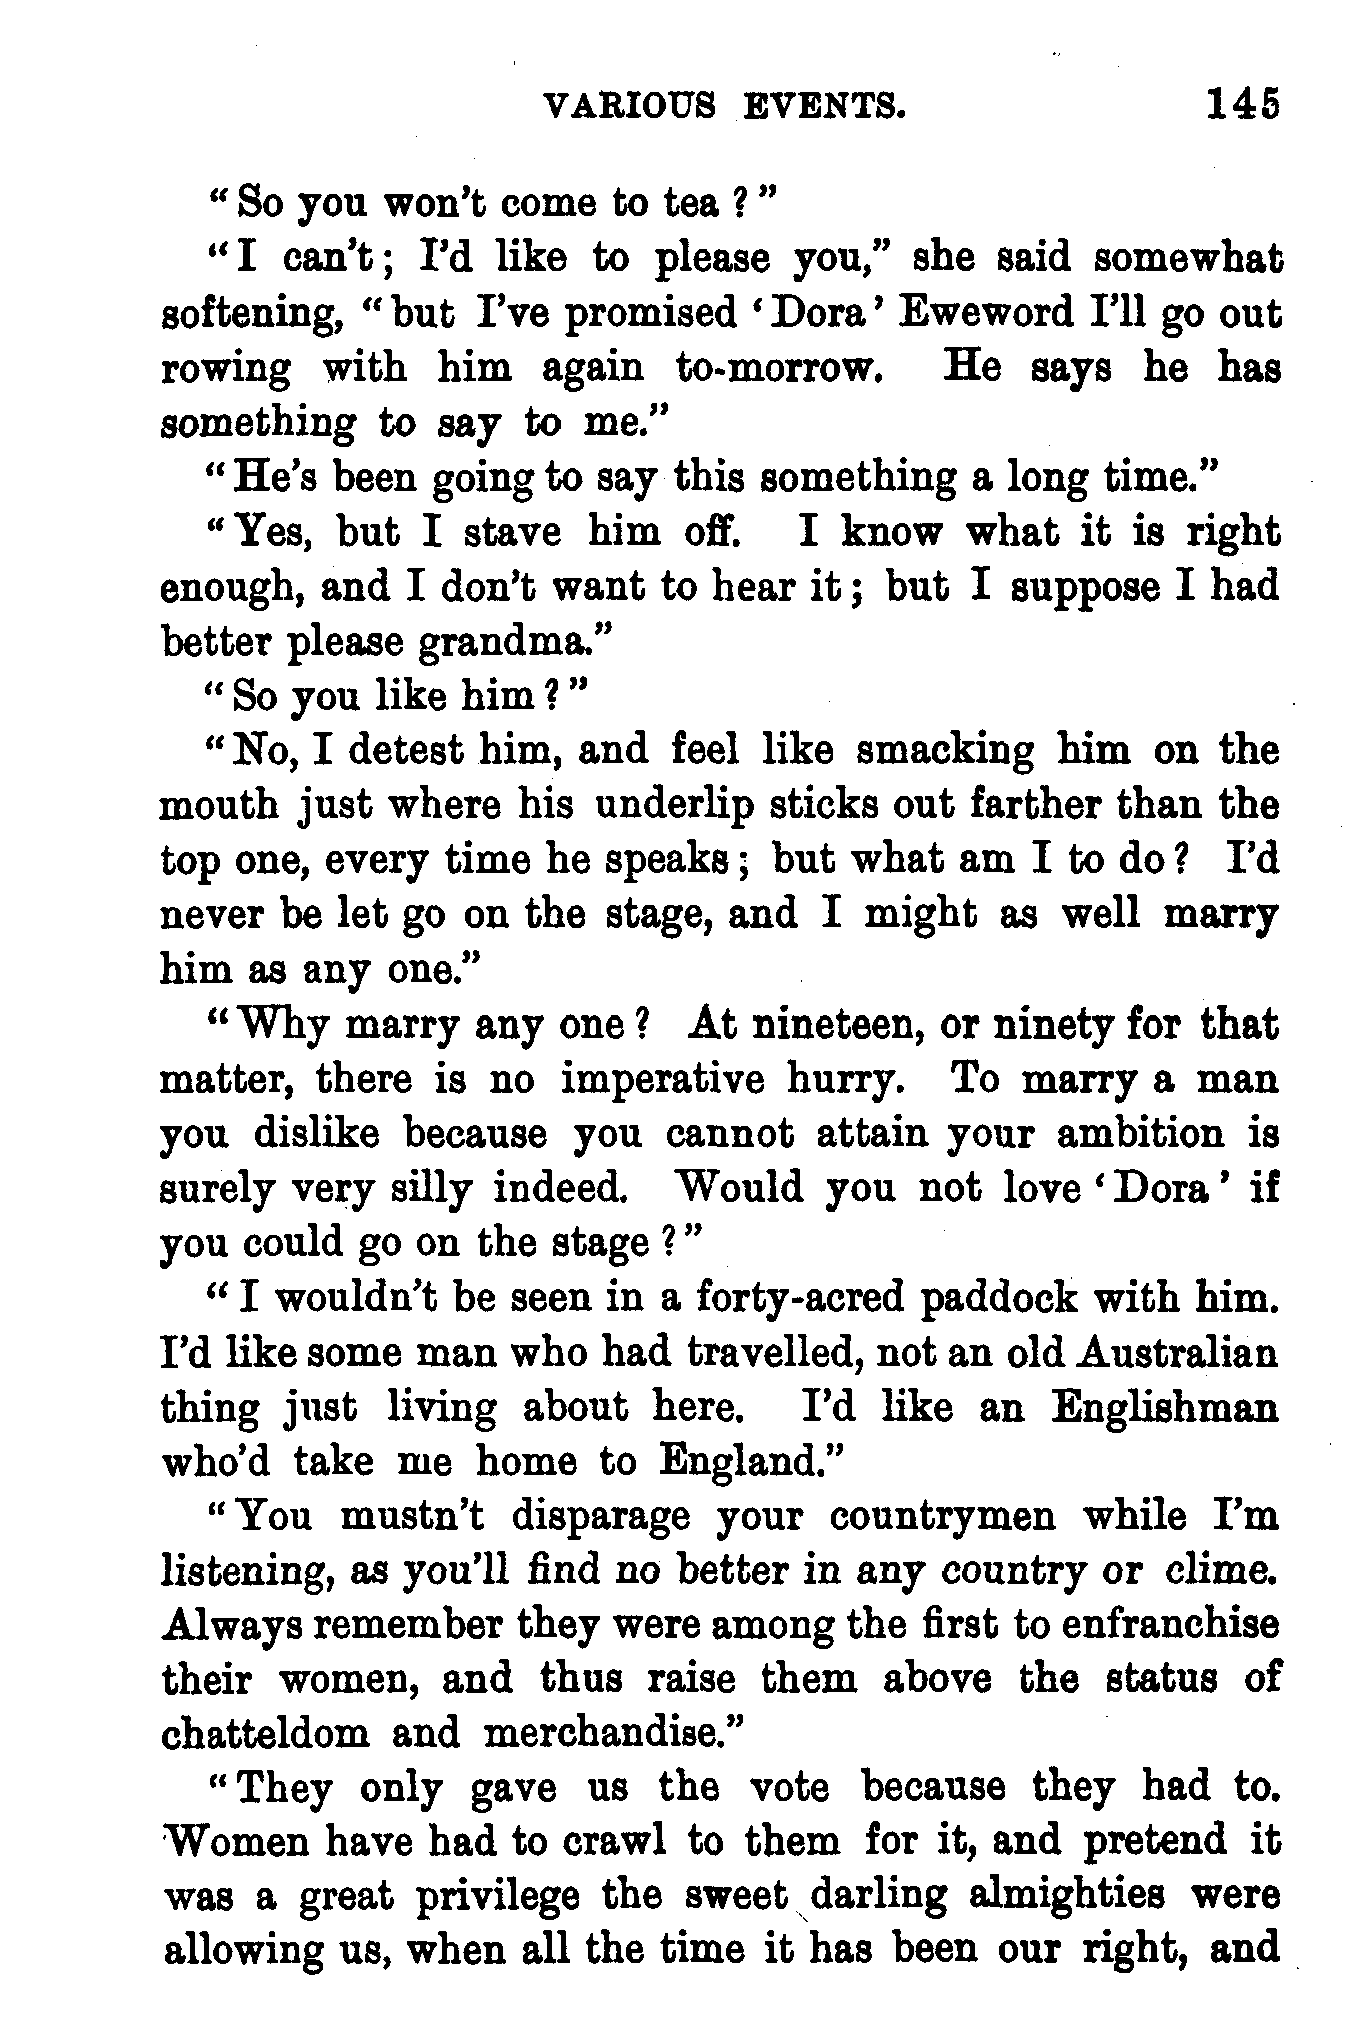 VARIOUS EVENTS. 145
"So you won't come to tea?"
"I can't; I'd like to please you," she said somewhat
softening, "but I've promised 'Dora' Eweword I'll go out
rowing with him again to-morrow. He says he has
something to say to me."
"He's been going to say this something a long time."
"Yes, but I stave him off. I know what it is right
enough, and I don't want to hear it; but I suppose I had
better please grandma."
"So you like him?"
"No, I detest him, and feel like smacking him on the
mouth just where his underlip sticks out farther than the
top one, every time he speaks; but what am I to do? I'd
never be let go on the stage, and I might as well marry
him as any one."
"Why marry any one? At nineteen, or ninety for that
matter, there is no imperative hurry. To marry a man
you dislike because you cannot attain your ambition is
surely very silly indeed. Would you not love 'Dora' if
you could go on the stage?"
"I wouldn't be seen in a forty-acred paddock with him.
I'd like some man who had travelled, not an old Australian
thing just living about here. I'd like an Englishman
who'd take me home to England."
"You mustn't disparage your countrymen while I'm
listening, as you'll find no better in any country or clime.
Always remember they were among the first to enfranchise
their women, and thus raise them above the status of
chatteldom and merchandise."
"They only gave us the vote because they had to.
Women have had to crawl to them for it, and pretend it
was a great privilege the sweet darling almighties were
allowing us, when all the time it has been our right, and